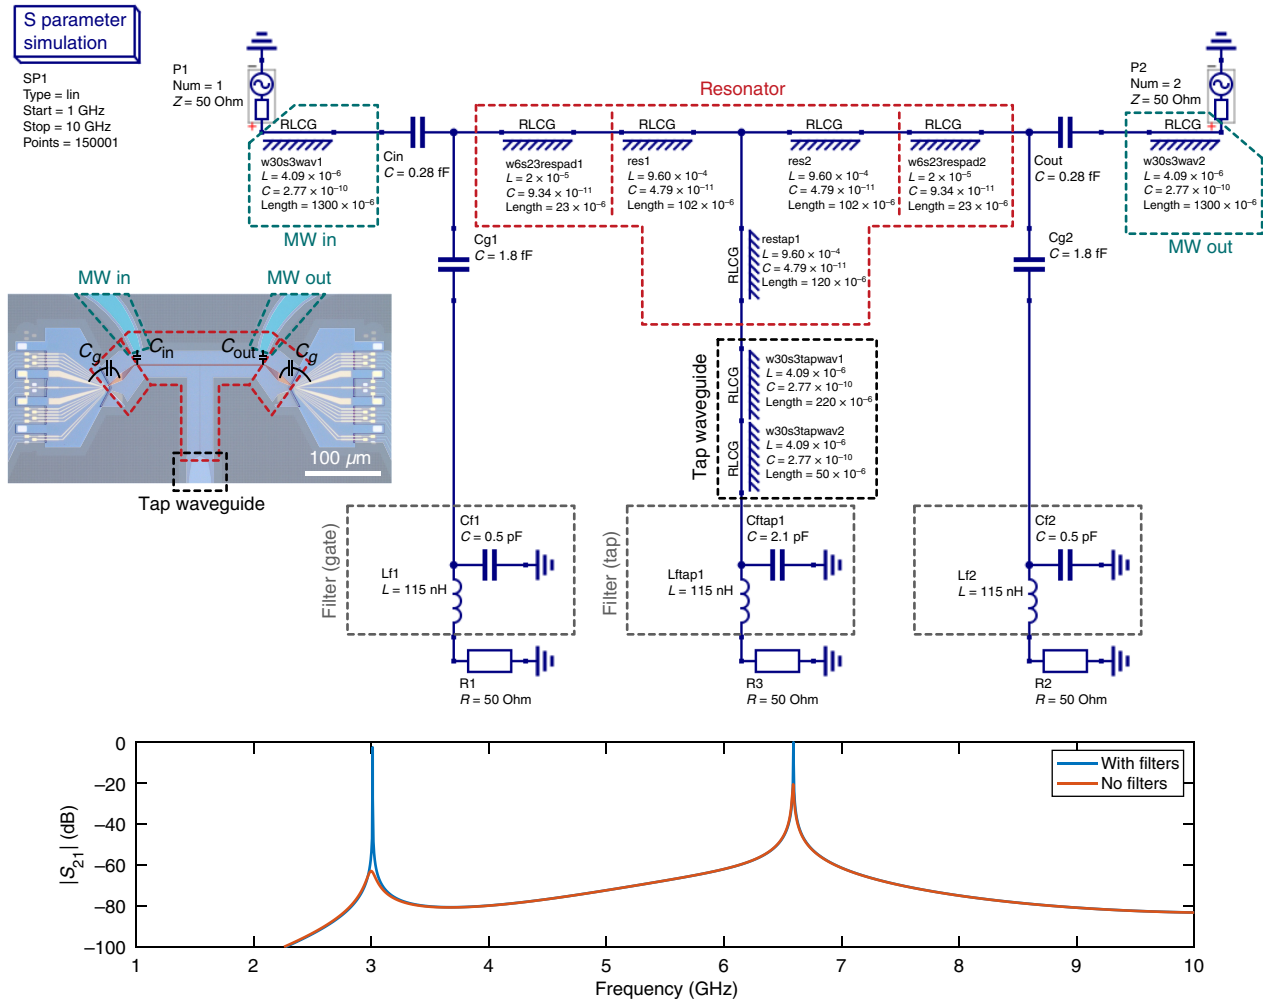 S parameter
simulation
SP1
Type = lin
Start = 1 GHz
Stop = 10 GHz
Points = 150001
P1
Num = 1
Z = 50 Ohm
−
+
RLCG
w30s3wav1
L = 4.09 × 10⁻⁶
C = 2.77 × 10⁻¹⁰
Length = 1300 × 10⁻⁶
MW in
Cin
C = 0.28 fF
Resonator
RLCG
w6s23respad1
L = 2 × 10⁻⁵
C = 9.34 × 10⁻¹¹
Length = 23 × 10⁻⁶
RLCG
res1
L = 9.60 × 10⁻⁴
C = 4.79 × 10⁻¹¹
Length = 102 × 10⁻⁶
RLCG
res2
L = 9.60 × 10⁻⁴
C = 4.79 × 10⁻¹¹
Length = 102 × 10⁻⁶
RLCG
w6s23respad2
L = 2 × 10⁻⁵
C = 9.34 × 10⁻¹¹
Length = 23 × 10⁻⁶
Cout
C = 0.28 fF
P2
Num = 2
Z = 50 Ohm
−
+
RLCG
w30s3wav2
L = 4.09 × 10⁻⁶
C = 2.77 × 10⁻¹⁰
Length = 1300 × 10⁻⁶
MW out
Cg1
C = 1.8 fF
RLCG
restap1
L = 9.60 × 10⁻⁴
C = 4.79 × 10⁻¹¹
Length = 120 × 10⁻⁶
Cg2
C = 1.8 fF
MW in
MW out
Cg
Cin
Cout
Cg
100 µm
Tap waveguide
Tap waveguide
RLCG
w30s3tapwav1
L = 4.09 × 10⁻⁶
C = 2.77 × 10⁻¹⁰
Length = 220 × 10⁻⁶
RLCG
w30s3tapwav2
L = 4.09 × 10⁻⁶
C = 2.77 × 10⁻¹⁰
Length = 50 × 10⁻⁶
Filter (gate)
Cf1
C = 0.5 pF
Lf1
L = 115 nH
R1
R = 50 Ohm
Filter (tap)
Cftap1
C = 2.1 pF
Lftap1
L = 115 nH
R3
R = 50 Ohm
Cf2
C = 0.5 pF
Lf2
L = 115 nH
R2
R = 50 Ohm
|S₂₁| (dB)
0
−20
−40
−60
−80
−100
With filters
No filters
1 2 3 4 5 6 7 8 9 10
Frequency (GHz)